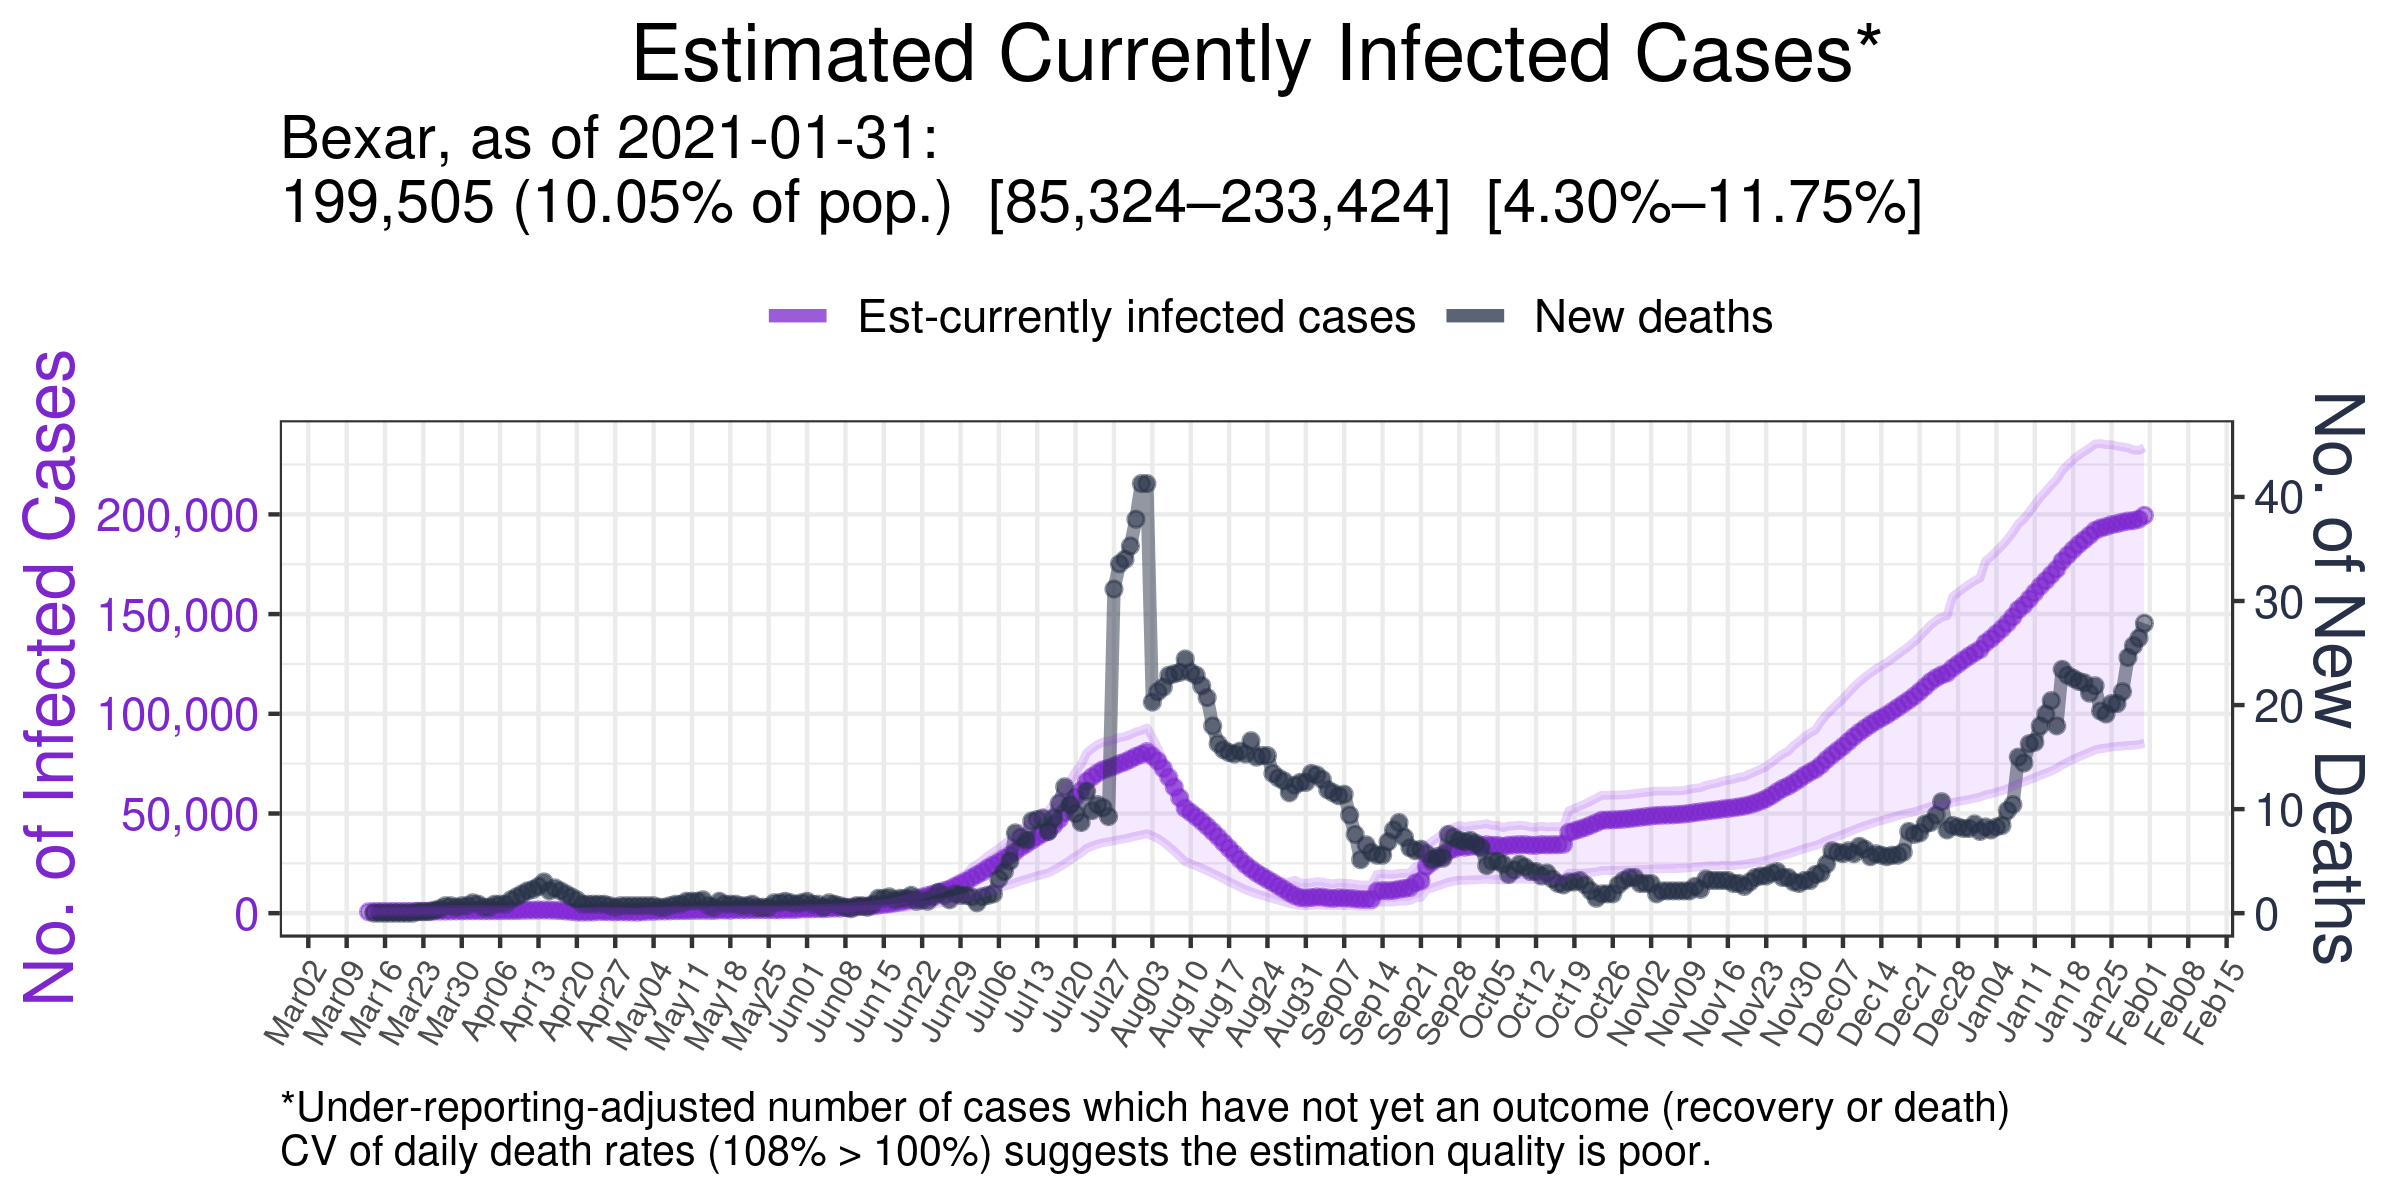 Estimated Currently Infected Cases*
Bexar, as of 2021-01-31:
199,505 (10.05% of pop.) [85,324–233,424] [4.30%–11.75%]
Est-currently infected cases New deaths
No. of Infected Cases
200,000
150,000
100,000
50,000
0
40
30
20
10
0
No. of New Deaths
Mar02 Mar09 Mar16 Mar23 Mar30 Apr06 Apr13 Apr20 Apr27 May04 May11 May18 May25 Jun01 Jun08 Jun15 Jun22 Jun29 Jul06 Jul13 Jul20 Jul27 Aug03 Aug10 Aug17 Aug24 Aug31 Sep07 Sep14 Sep21 Sep28 Oct05 Oct12 Oct19 Oct26 Nov02 Nov09 Nov16 Nov23 Nov30 Dec07 Dec14 Dec21 Dec28 Jan04 Jan11 Jan18 Jan25 Feb01 Feb08 Feb15
*Under-reporting-adjusted number of cases which have not yet an outcome (recovery or death)
CV of daily death rates (108% > 100%) suggests the estimation quality is poor.